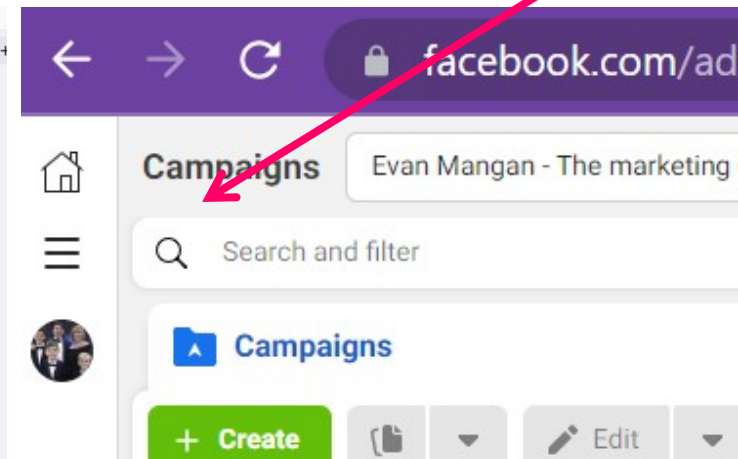 facebook.com/ad
Campaigns Evan Mangan - The marketing
Search and filter
Campaigns
+ Create Edit